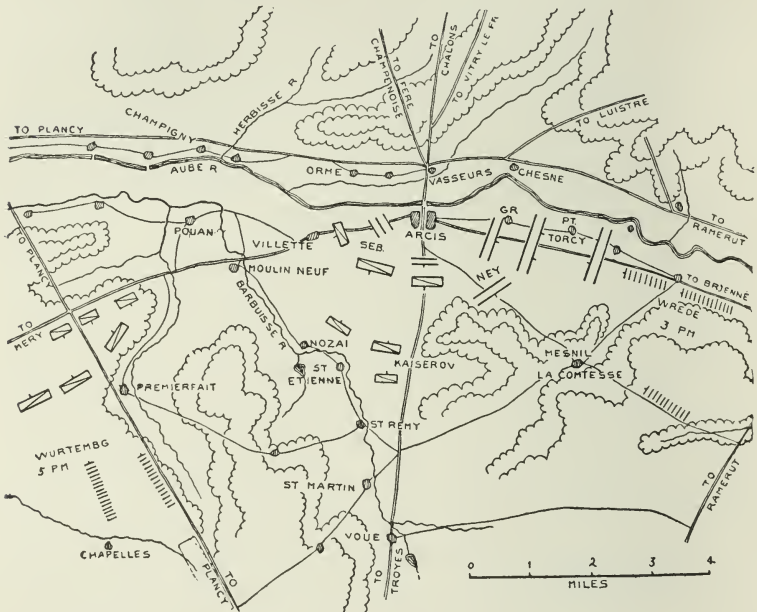 TO FERE
CHAMPENOISE
TO
CHALONS
TO VITRY LE FR
TO PLANCY
CHAMPIGNY
HERBISSE R
TO LUISTRE
AUBE R
ORME
VASSEURS
CHESNE
TO
RAMERUT
POUAN
VILLETTE
SEB.
ARCIS
GR
PT
TORCY
TO PLANCY
MOULIN NEUF
NEY
TO BRIENNE
WREDE
3 PM
TO
MERY
BARBUISSE R
NOZAI
ST
ETIENNE
KAISEROV
MESNIL
LA COMTESSE
PREMIERFAIT
ST REMY
WURTEMBG
5 PM
ST MARTIN
TO
RAMERUT
VOUE
CHAPELLES
TO
PLANCY
TO
TROYES
0 1 2 3 4
MILES